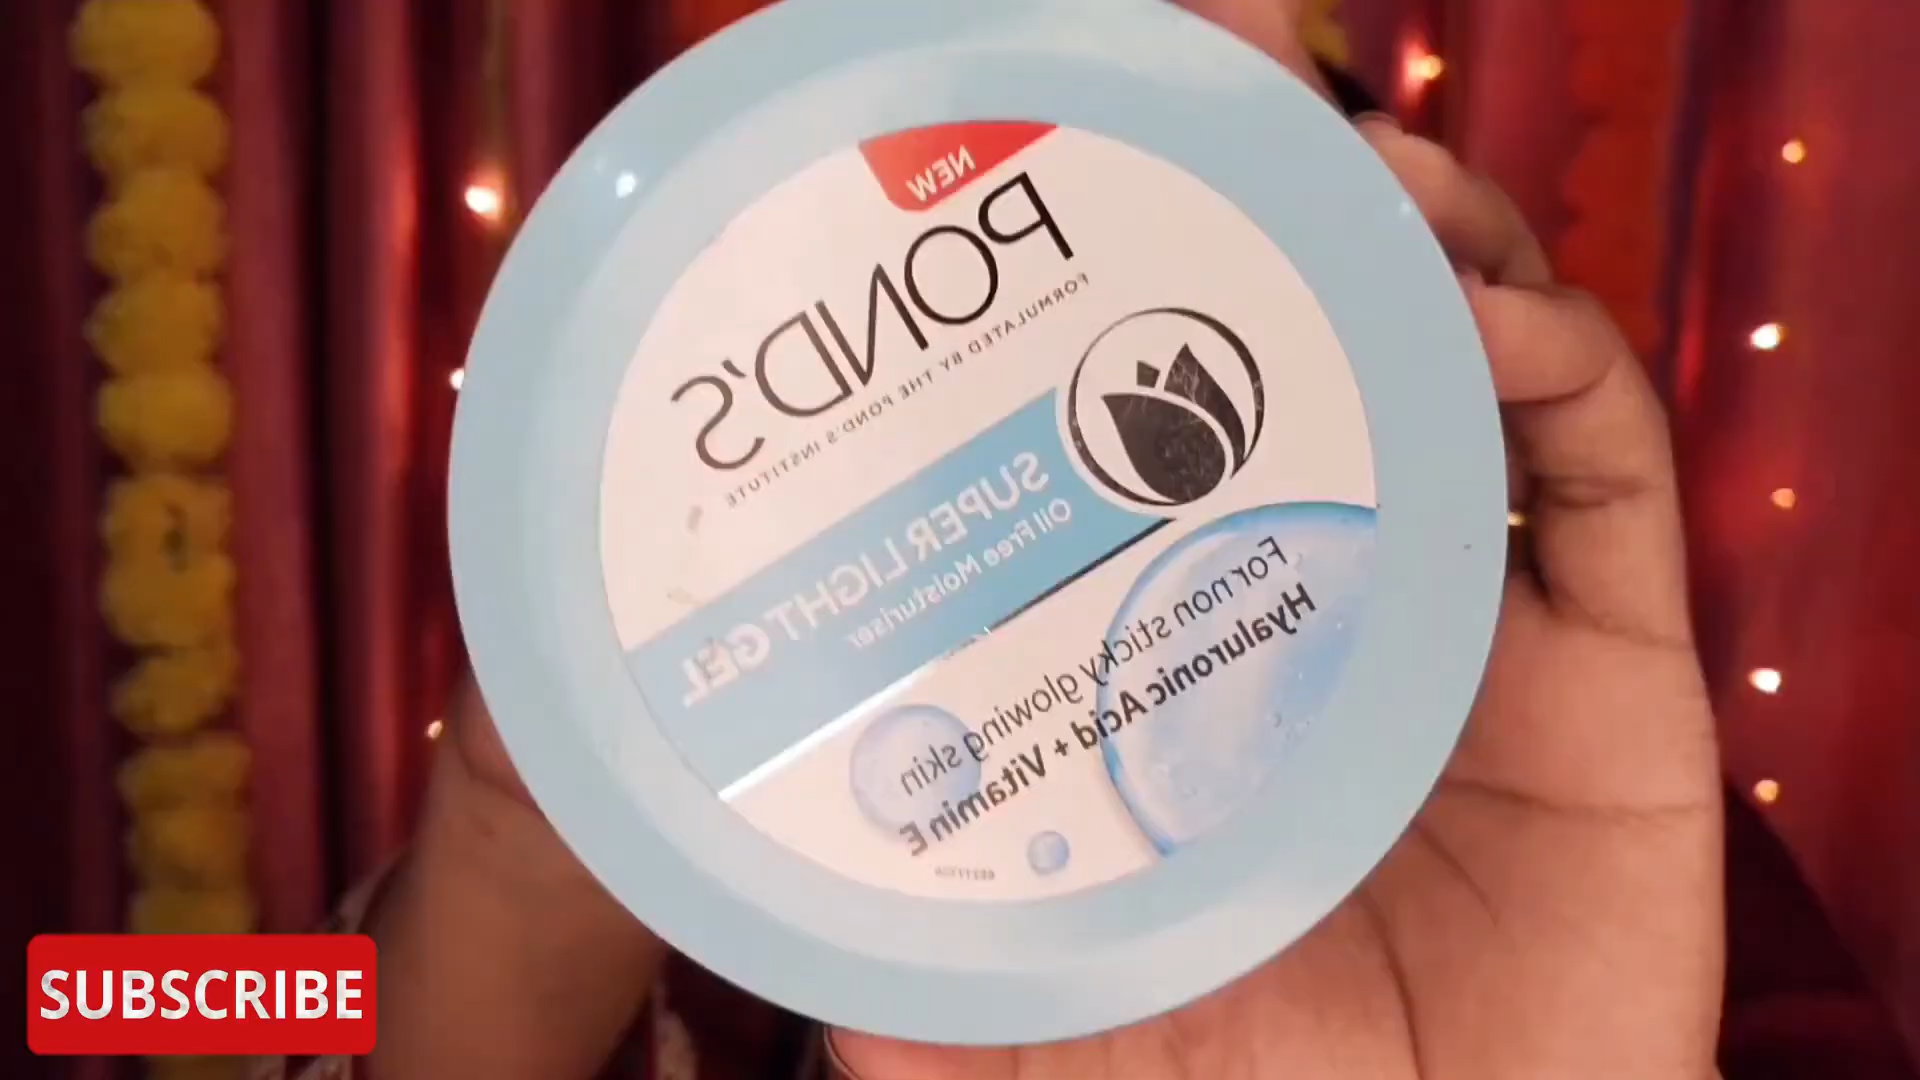 NEW
POND'S
FORMULATED BY THE POND'S INSTITUTE
SUPER LIGHT GEL
Oil Free Moisturiser
For non sticky glowing skin
Hyaluronic Acid + Vitamin E
SUBSCRIBE